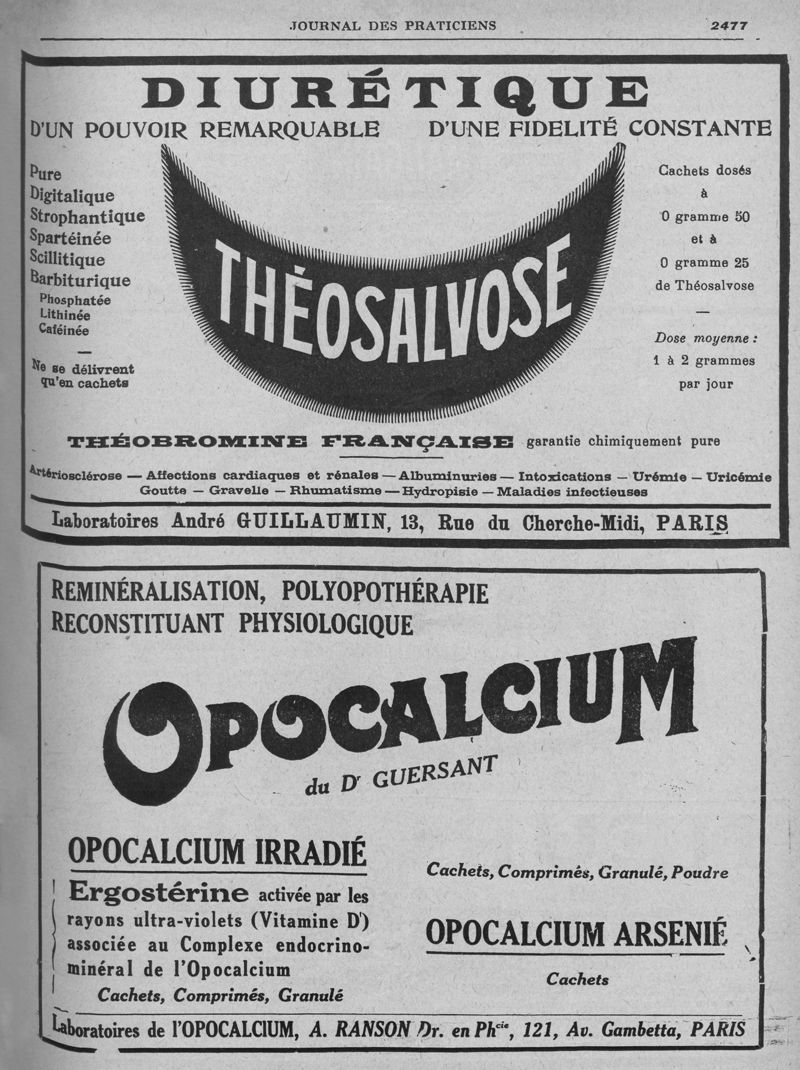 JOURNAL DES PRATICIENS
2477
DIURÉTIQUE
D'UN POUVOIR REMARQUABLE D'UNE FIDELITÉ CONSTANTE
Pure
Digitalique
Strophantique
Spartéinée
Scillitique
Barbiturique
Phosphatée
Lithinée
Caféinée
—
Ne se délivrent
qu'en cachets
THÉOSALVOSE
Cachets dosés
à
0 gramme 50
et à
0 gramme 25
de Théosalvose
—
Dose moyenne :
1 à 2 grammes
par jour
THÉOBROMINE FRANÇAISE garantie chimiquement pure
Artériosclérose — Affections cardiaques et rénales — Albuminuries — Intoxications — Urémie — Uricémie
Goutte — Gravelle — Rhumatisme — Hydropisie — Maladies infectieuses
Laboratoires André GUILLAUMIN, 13, Rue du Cherche-Midi, PARIS
REMINÉRALISATION, POLYOPOTHÉRAPIE
RECONSTITUANT PHYSIOLOGIQUE
OPOCALCIUM
du Dr GUERSANT
OPOCALCIUM IRRADIÉ
Ergostérine activée par les
rayons ultra-violets (Vitamine D)
associée au Complexe endocrino-
minéral de l'Opocalcium
Cachets, Comprimés, Granulé
Cachets, Comprimés, Granulé, Poudre
OPOCALCIUM ARSENIÉ
Cachets
Laboratoires de l'OPOCALCIUM, A. RANSON Dr. en Phcie, 121, Av. Gambetta, PARIS